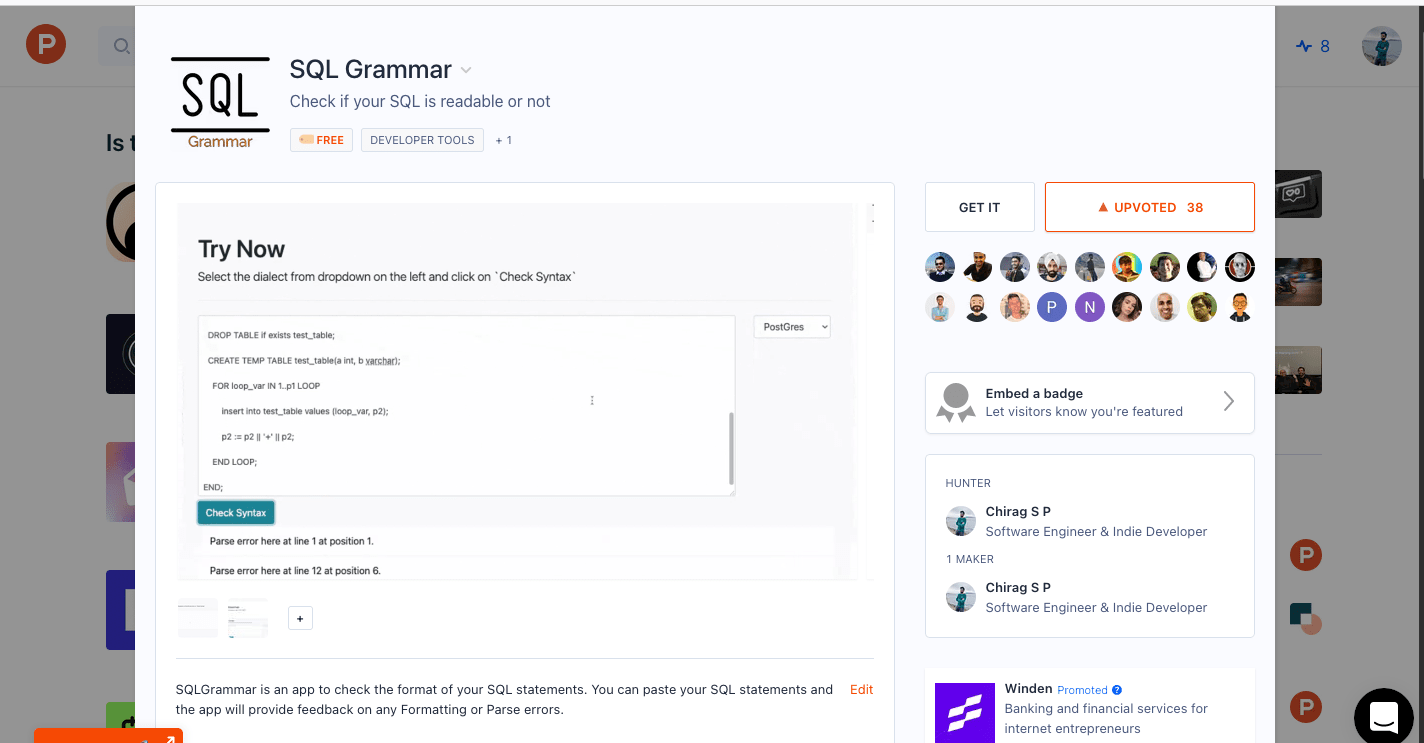 P
8
SQL
Grammar
SQL Grammar
Check if your SQL is readable or not
FREE
DEVELOPER TOOLS
+ 1
Is t
Try Now
Select the dialect from dropdown on the left and click on `Check Syntax`
DROP TABLE if exists test_table;
CREATE TEMP TABLE test_table(a int, b varchar);
FOR loop_var IN 1..p1 LOOP
insert into test_table values (loop_var, p2);
p2 := p2 || '+' || p2;
END LOOP;
END;
PostGres
Check Syntax
Parse error here at line 1 at position 1.
Parse error here at line 12 at position 6.
+
SQLGrammar is an app to check the format of your SQL statements. You can paste your SQL statements and
the app will provide feedback on any Formatting or Parse errors.
Edit
GET IT
UPVOTED 38
P
N
Embed a badge
Let visitors know you're featured
HUNTER
Chirag S P
Software Engineer & Indie Developer
1 MAKER
Chirag S P
Software Engineer & Indie Developer
P
Winden Promoted ?
Banking and financial services for
internet entrepreneurs
P